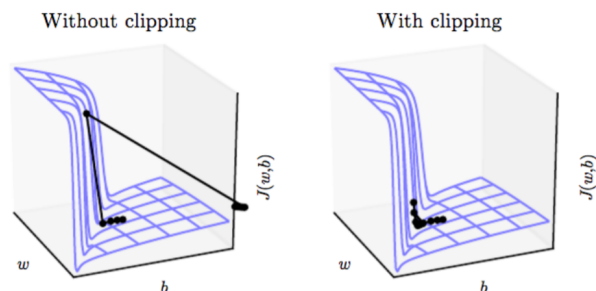 Without clipping
With clipping
J(w,b)
w
b
J(w,b)
w
b